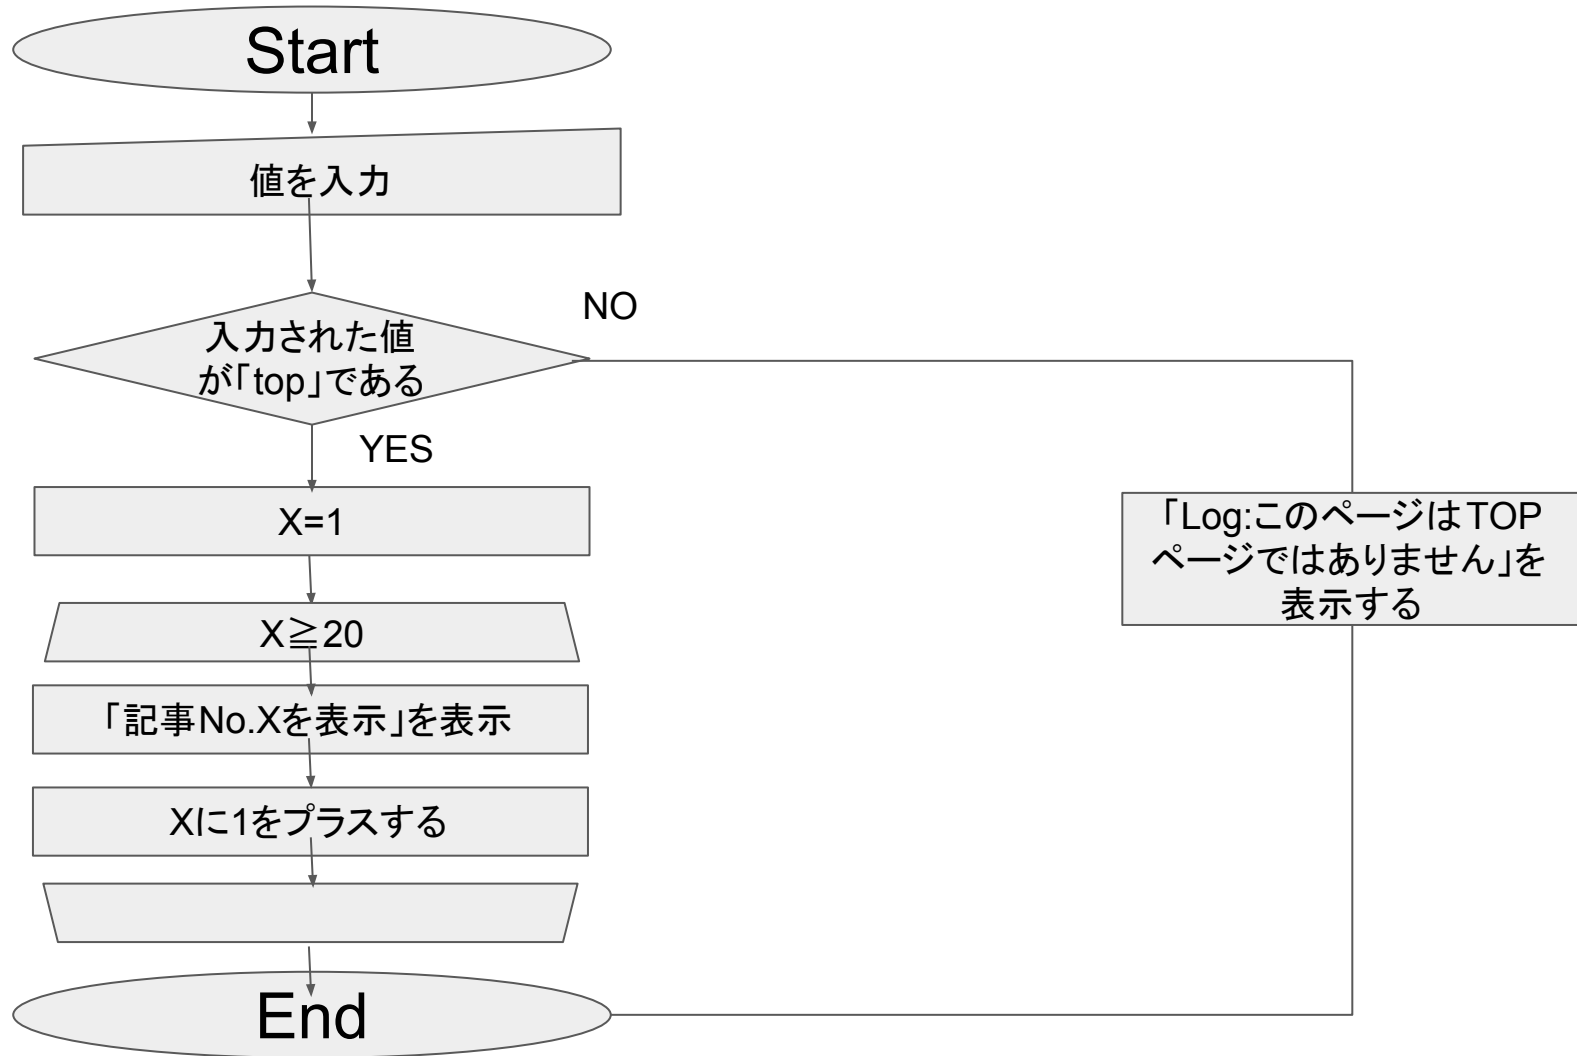 Start
値を入力
入力された値
が「top」である
NO
YES
X=1
X≧20
「記事No.Xを表示」を表示
Xに1をプラスする
End
「Log:このページはTOP
ページではありません」を
表示する